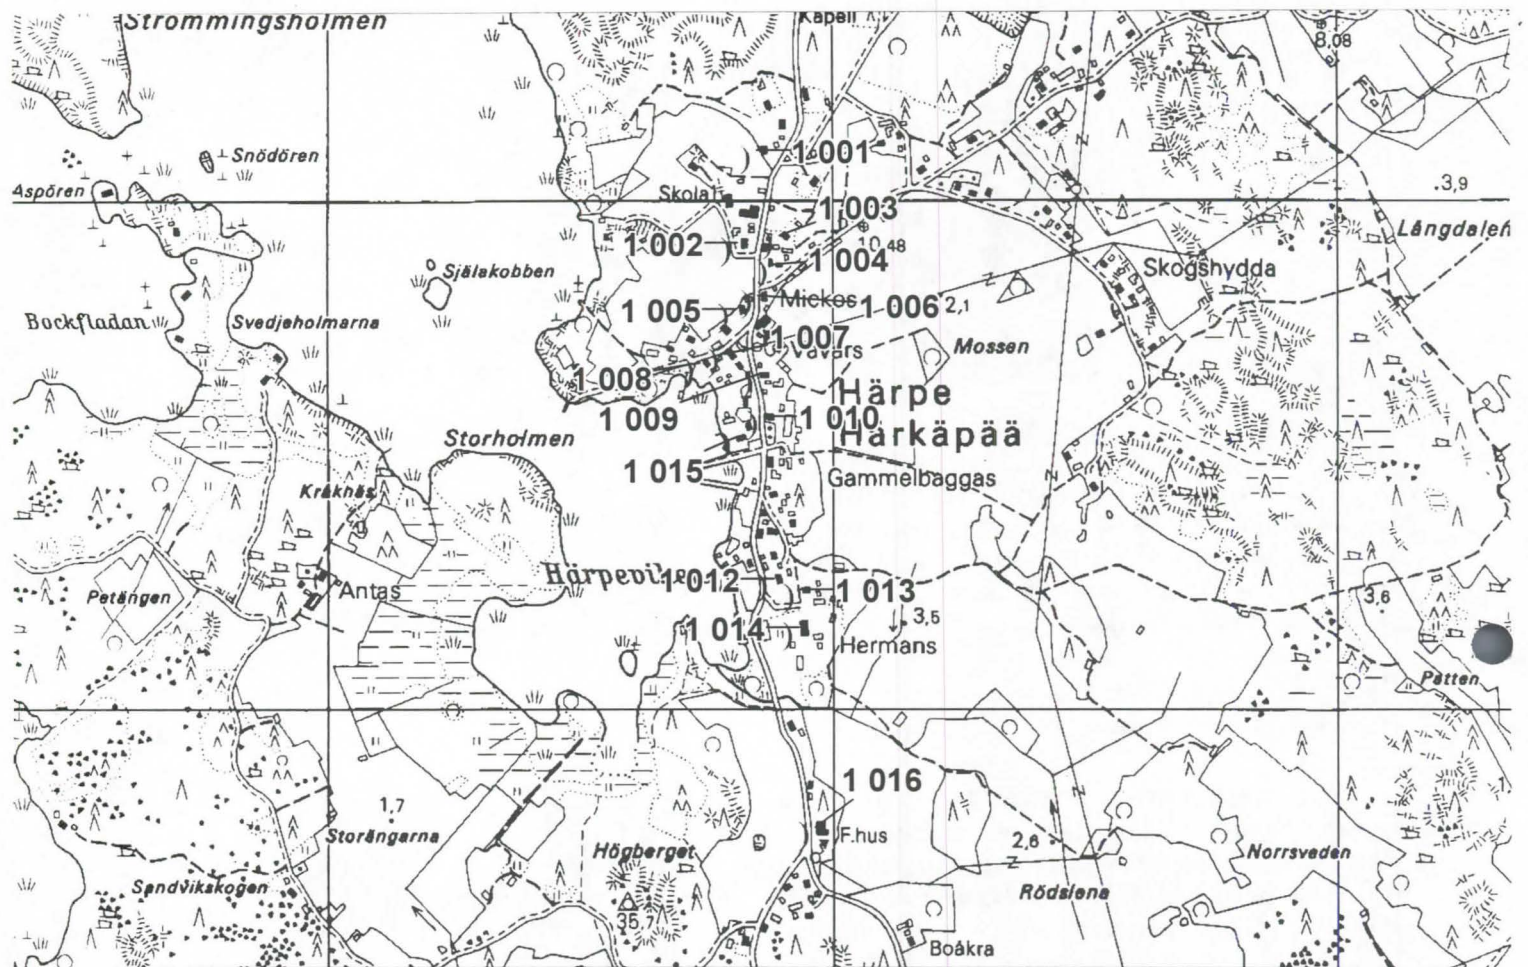 Strömmingsholmen
Kapell
8,08
Snödören
1 001
Aspören
Skola
1 003
.3,9
Långdalen
1 002
10,48
1 004
Själakobben
Skogshydda
Bockfladan
Svedjeholmarna
1 005
Mickos
1 006
2,1
1 007
Vävars
Mossen
1 008
Härpe
1 009
1 010
Härkäpää
Storholmen
1 015
Gammelbaggas
Kråknäs
Härpeviken
1 012
1 013
Petängen
Antas
3,6
3,5
1 014
Hermans
Patten
1 016
1,7
Storängarna
F.hus
2,6
Högberget
Norrsveden
Sandvikskogen
Rödslena
35,7
Boåkra